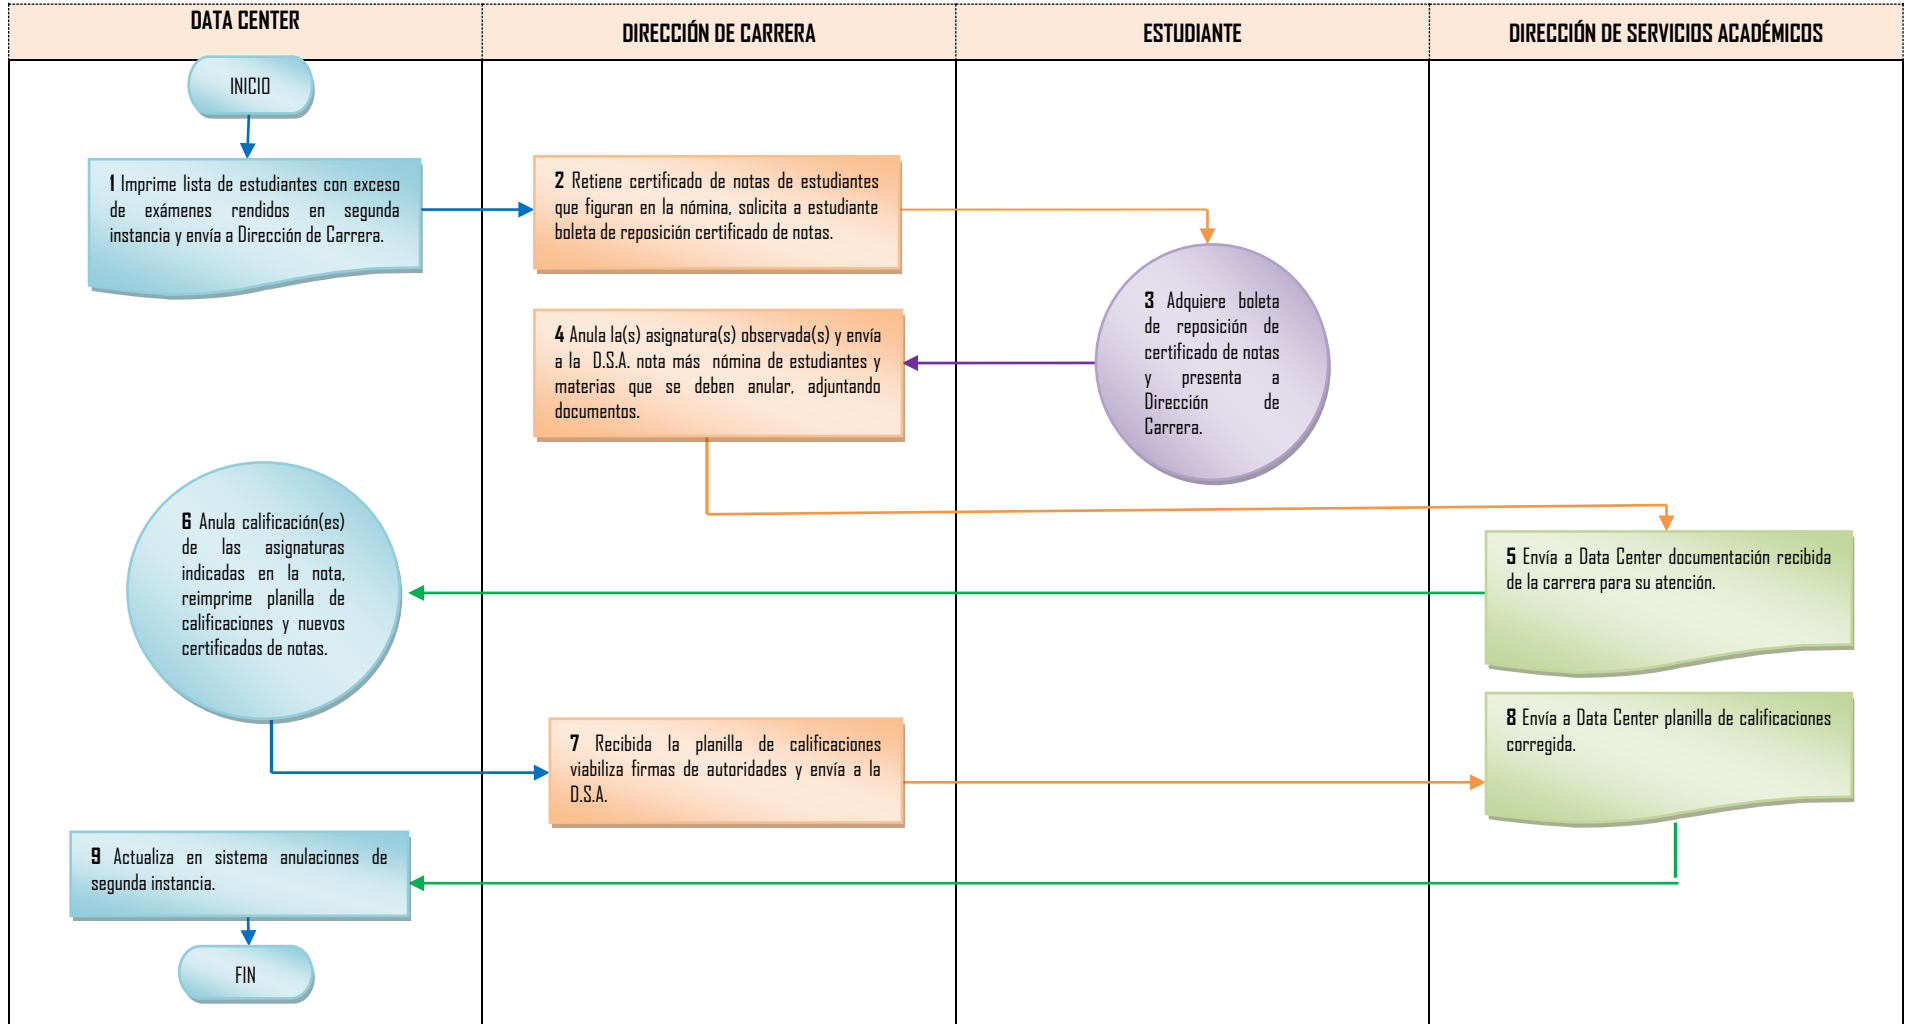 DATA CENTER
DIRECCIÓN DE CARRERA
ESTUDIANTE
DIRECCIÓN DE SERVICIOS ACADÉMICOS
INICIO
1 Imprime lista de estudiantes con exceso
de exámenes rendidos en segunda
instancia y envía a Dirección de Carrera.
2 Retiene certificado de notas de estudiantes
que figuran en la nómina, solicita a estudiante
boleta de reposición certificado de notas.
3 Adquiere boleta
de reposición de
certificado de notas
y presenta a
Dirección de
Carrera.
4 Anula la(s) asignatura(s) observada(s) y envía
a la D.S.A. nota más nómina de estudiantes y
materias que se deben anular, adjuntando
documentos.
5 Envía a Data Center documentación recibida
de la carrera para su atención.
6 Anula calificación(es)
de las asignaturas
indicadas en la nota,
reimprime planilla de
calificaciones y nuevos
certificados de notas.
7 Recibida la planilla de calificaciones
viabiliza firmas de autoridades y envía a la
D.S.A.
8 Envía a Data Center planilla de calificaciones
corregida.
9 Actualiza en sistema anulaciones de
segunda instancia.
FIN